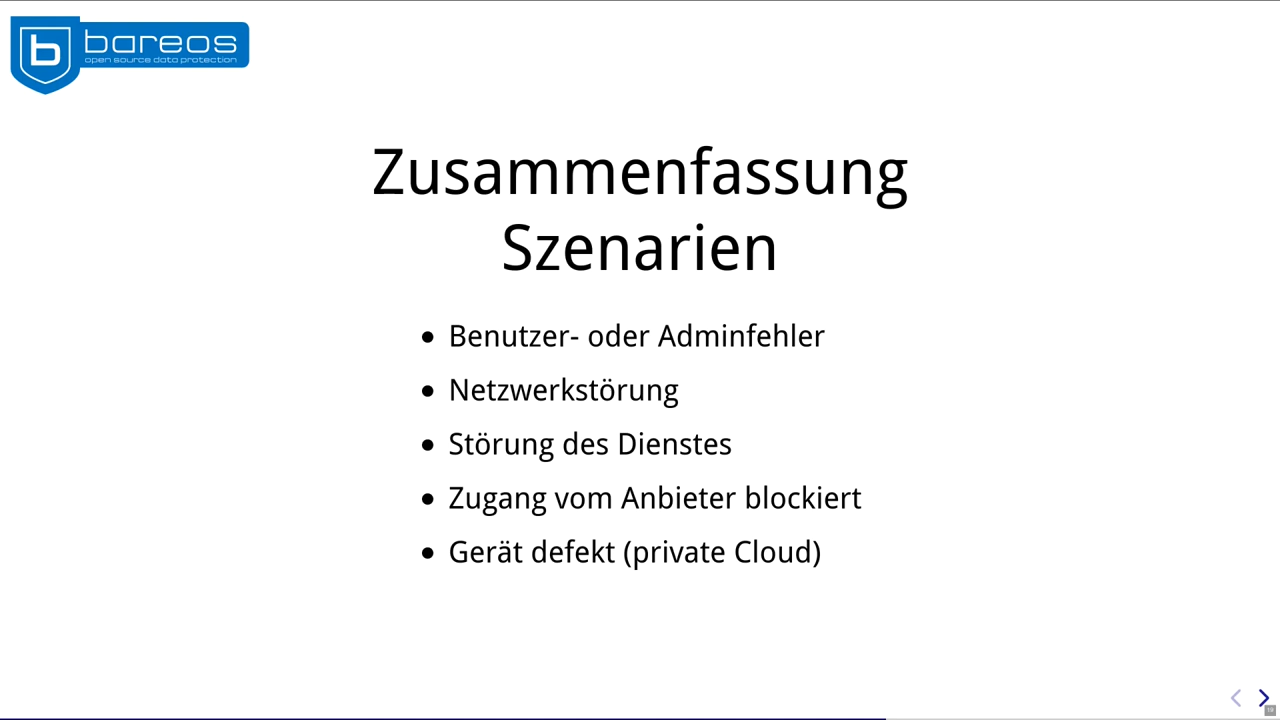 b
bareos
open source data protection
Zusammenfassung
Szenarien
Benutzer- oder Adminfehler
Netzwerkstörung
Störung des Dienstes
Zugang vom Anbieter blockiert
Gerät defekt (private Cloud)